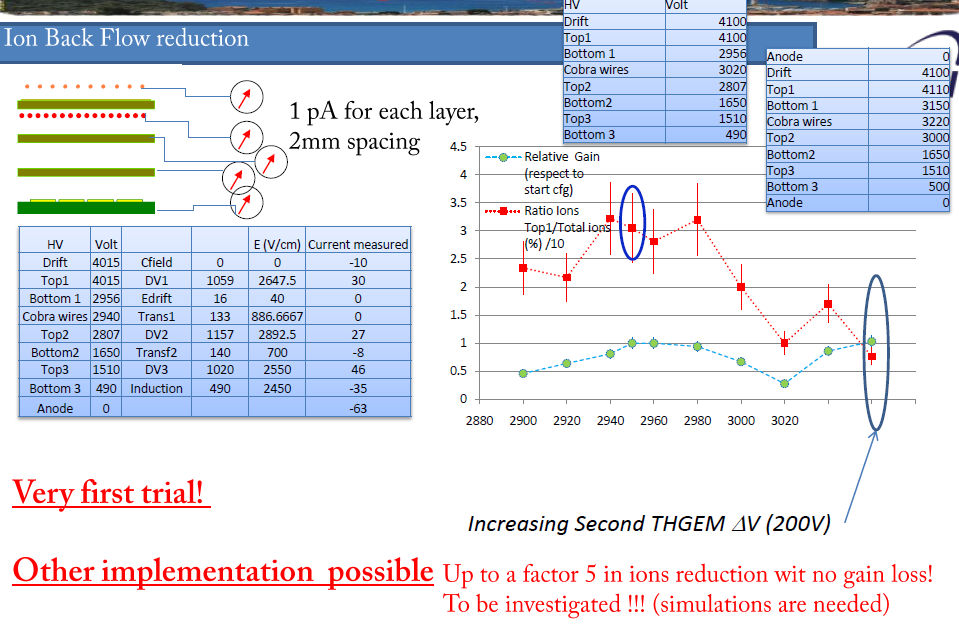 Ion Back Flow reduction
HV Volt
Drift 4100
Top1 4100
Bottom 1 2956
Cobra wires 3020
Top2 2807
Bottom2 1650
Top3 1510
Bottom 3 490
Anode 0
Drift 4100
Top1 4110
Bottom 1 3150
Cobra wires 3220
Top2 3000
Bottom2 1650
Top3 1510
Bottom 3 500
Anode 0
1 pA for each layer,
2mm spacing
HV Volt E (V/cm) Current measured
Drift 4015 Cfield 0 0 -10
Top1 4015 DV1 1059 2647.5 30
Bottom 1 2956 Edrift 16 40 0
Cobra wires 2940 Trans1 133 886.6667 0
Top2 2807 DV2 1157 2892.5 27
Bottom2 1650 Transf2 140 700 -8
Top3 1510 DV3 1020 2550 46
Bottom 3 490 Induction 490 2450 -35
Anode 0 -63
4.5
4
3.5
3
2.5
2
1.5
1
0.5
0
Relative Gain
(respect to
start cfg)
Ratio Ions
Top1/Total ions
(%) /10
2880 2900 2920 2940 2960 2980 3000 3020
Very first trial!
Increasing Second THGEM ΔV (200V)
Other implementation possible
Up to a factor 5 in ions reduction wit no gain loss!
To be investigated !!! (simulations are needed)